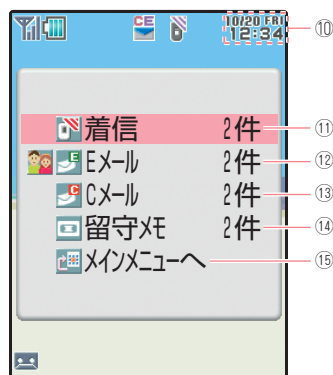 CE 10/20 FRI ⑩
12:34
着信 2件 ⑪
E Eメール 2件 ⑫
C Cメール 2件 ⑬
留守メモ 2件 ⑭
メインメニューへ ⑮